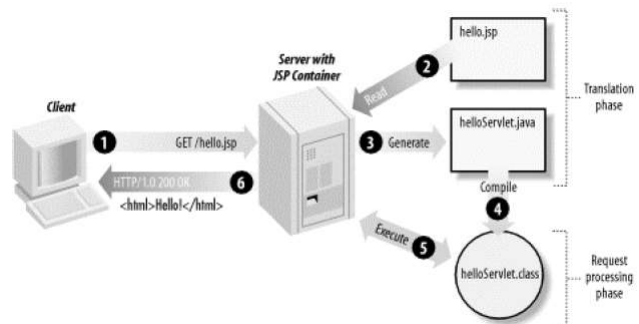 hello.jsp
Server with
JSP Container
2
Read
Translation
phase
Client
1
GET /hello.jsp
3
Generate
helloServlet.java
HTTP/1.0 200 OK
6
<html>Hello!</html>
Compile
4
Execute
5
helloServlet.class
Request
processing
phase